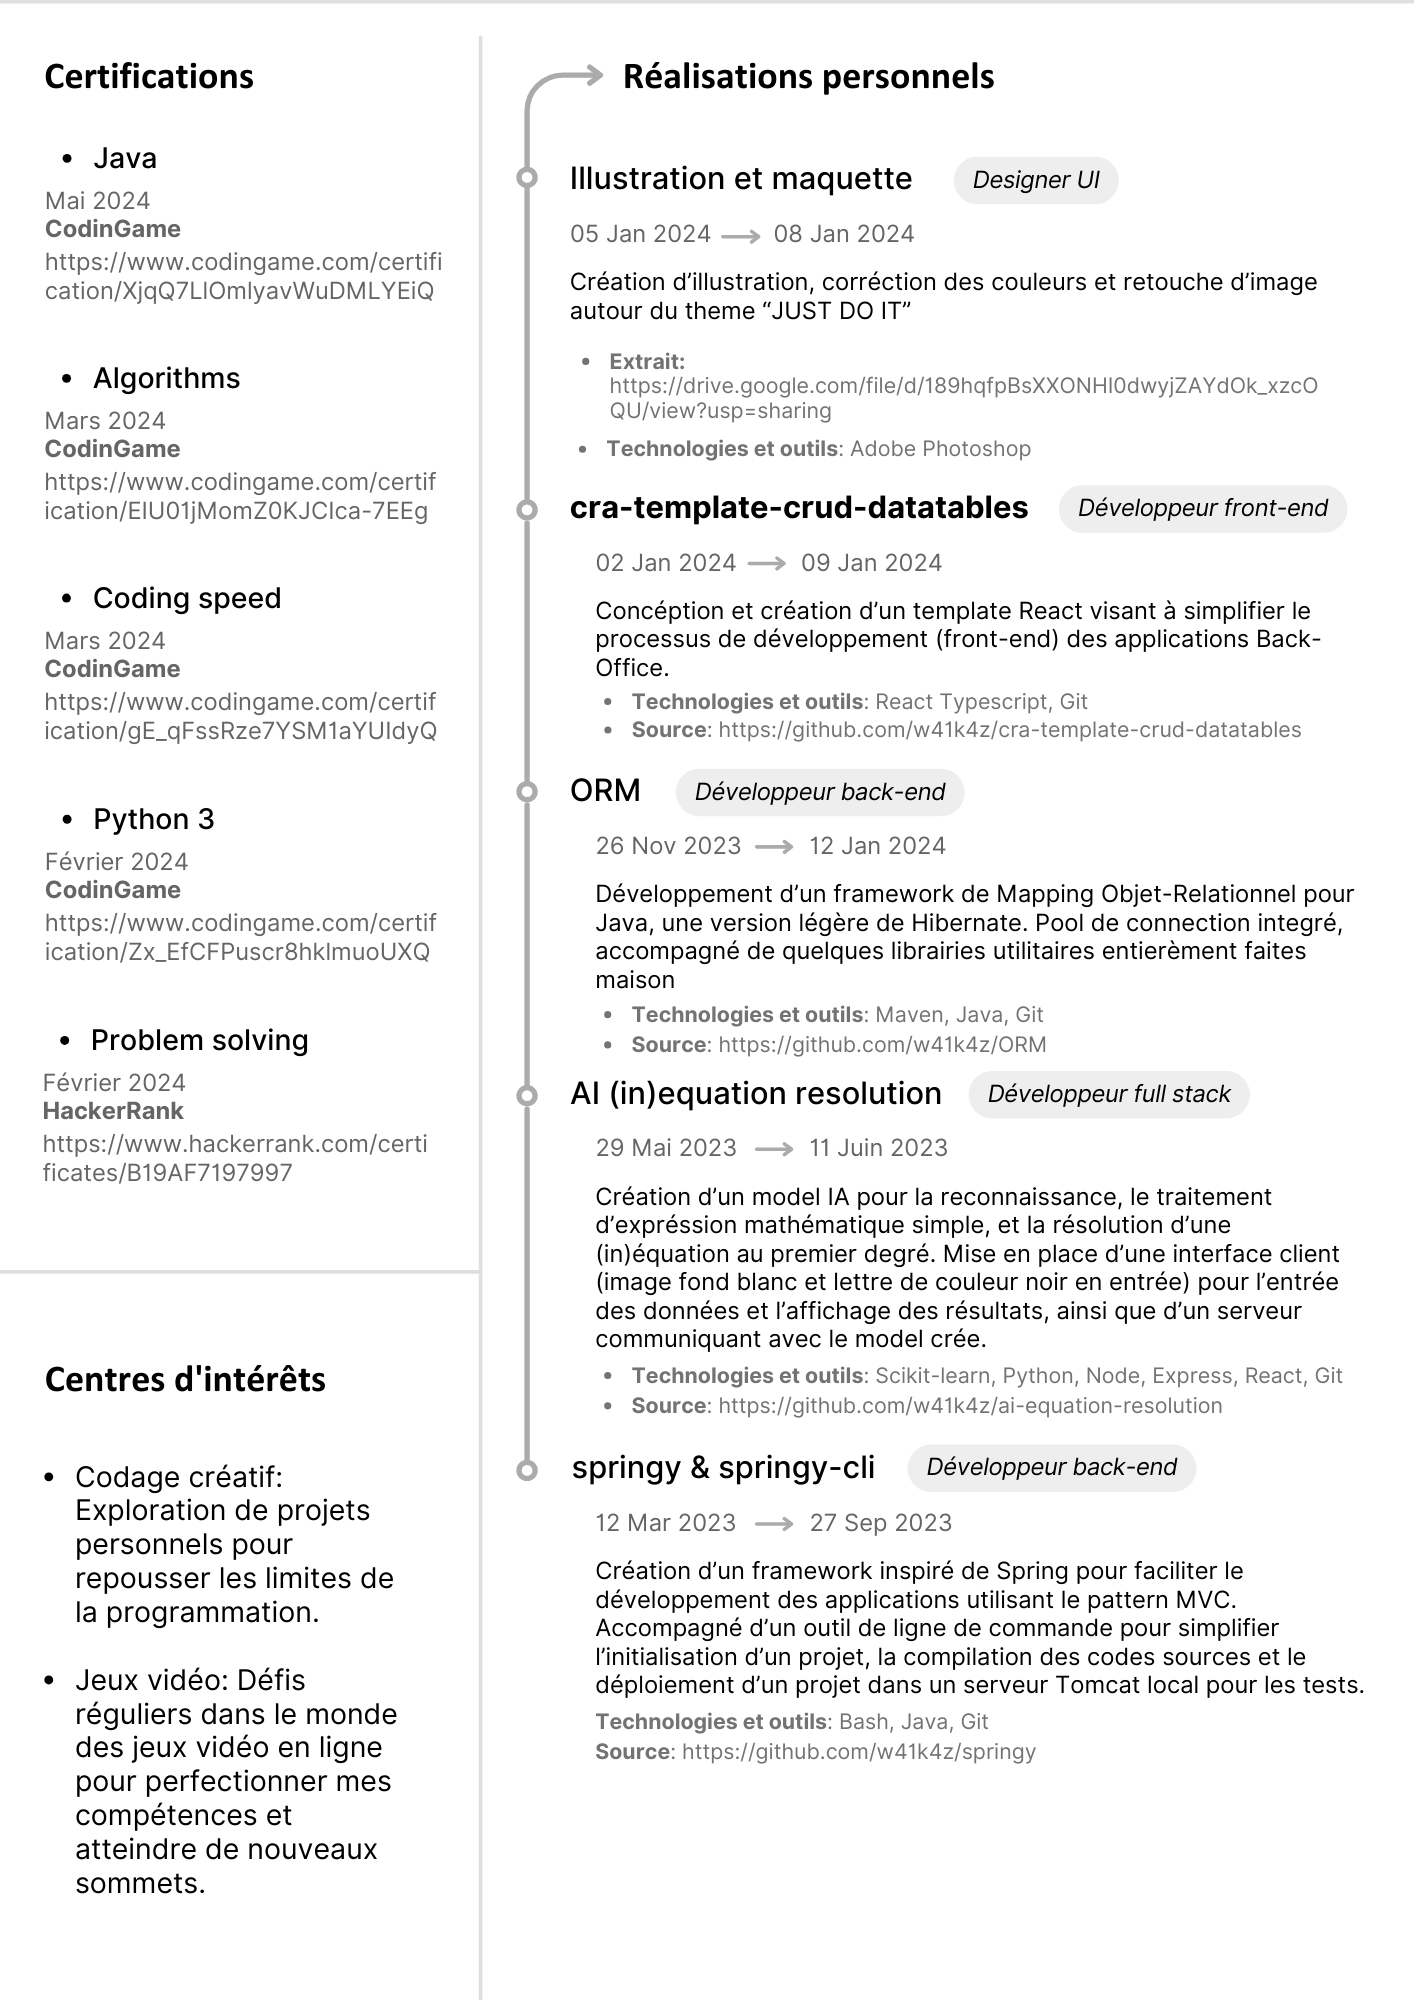 Certifications
• Java
Mai 2024
CodinGame
https://www.codingame.com/certifi
cation/XjqQ7LlOmlyavWuDMLYEiQ
• Algorithms
Mars 2024
CodinGame
https://www.codingame.com/certif
ication/EIU01jMomZ0KJCIca-7EEg
• Coding speed
Mars 2024
CodinGame
https://www.codingame.com/certif
ication/gE_qFssRze7YSM1aYUIdyQ
• Python 3
Février 2024
CodinGame
https://www.codingame.com/certif
ication/Zx_EfCFPuscr8hklmuoUXQ
• Problem solving
Février 2024
HackerRank
https://www.hackerrank.com/certi
ficates/B19AF7197997
Centres d'intérêts
• Codage créatif:
Exploration de projets
personnels pour
repousser les limites de
la programmation.
• Jeux vidéo: Défis
réguliers dans le monde
des jeux vidéo en ligne
pour perfectionner mes
compétences et
atteindre de nouveaux
sommets.
Réalisations personnels
Illustration et maquette Designer UI
05 Jan 2024 → 08 Jan 2024
Création d’illustration, corréction des couleurs et retouche d’image
autour du theme “JUST DO IT”
• Extrait:
https://drive.google.com/file/d/189hqfpBsXXONHI0dwyjZAYdOk_xzcO
QU/view?usp=sharing
• Technologies et outils: Adobe Photoshop
cra-template-crud-datatables Développeur front-end
02 Jan 2024 → 09 Jan 2024
Concéption et création d’un template React visant à simplifier le
processus de développement (front-end) des applications Back-
Office.
• Technologies et outils: React Typescript, Git
• Source: https://github.com/w41k4z/cra-template-crud-datatables
ORM Développeur back-end
26 Nov 2023 → 12 Jan 2024
Développement d’un framework de Mapping Objet-Relationnel pour
Java, une version légère de Hibernate. Pool de connection integré,
accompagné de quelques librairies utilitaires entierèment faites
maison
• Technologies et outils: Maven, Java, Git
• Source: https://github.com/w41k4z/ORM
AI (in)equation resolution Développeur full stack
29 Mai 2023 → 11 Juin 2023
Création d’un model IA pour la reconnaissance, le traitement
d’expréssion mathématique simple, et la résolution d’une
(in)équation au premier degré. Mise en place d’une interface client
(image fond blanc et lettre de couleur noir en entrée) pour l’entrée
des données et l’affichage des résultats, ainsi que d’un serveur
communiquant avec le model crée.
• Technologies et outils: Scikit-learn, Python, Node, Express, React, Git
• Source: https://github.com/w41k4z/ai-equation-resolution
springy & springy-cli Développeur back-end
12 Mar 2023 → 27 Sep 2023
Création d’un framework inspiré de Spring pour faciliter le
développement des applications utilisant le pattern MVC.
Accompagné d’un outil de ligne de commande pour simplifier
l’initialisation d’un projet, la compilation des codes sources et le
déploiement d’un projet dans un serveur Tomcat local pour les tests.
Technologies et outils: Bash, Java, Git
Source: https://github.com/w41k4z/springy